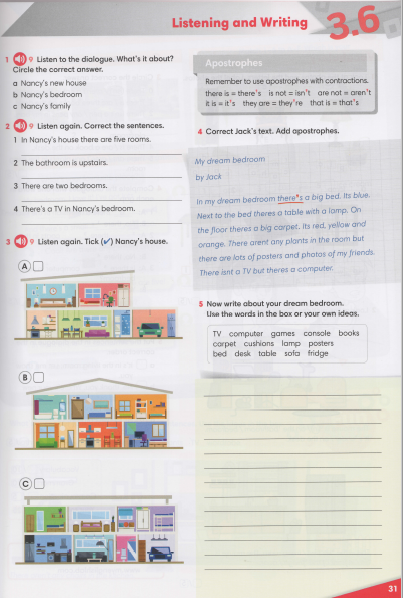 Listening and Writing 3.6
1 9 Listen to the dialogue. What's it about?
Circle the correct answer.
a Nancy's new house
b Nancy's bedroom
c Nancy's family
2 9 Listen again. Correct the sentences.
1 In Nancy's house there are five rooms.
2 The bathroom is upstairs.
3 There are two bedrooms.
4 There's a TV in Nancy's bedroom.
3 9 Listen again. Tick (✓) Nancy's house.
A
B
C
Apostrophes
Remember to use apostrophes with contractions.
there is = there's is not = isn't are not = aren't
it is = it's they are = they're that is = that's
4 Correct Jack's text. Add apostrophes.
My dream bedroom
by Jack
In my dream bedroom there's a big bed. Its blue.
Next to the bed theres a table with a lamp. On
the floor theres a big carpet. Its red, yellow and
orange. There arent any plants in the room but
there are lots of posters and photos of my friends.
There isnt a TV but theres a computer.
5 Now write about your dream bedroom.
Use the words in the box or your own ideas.
TV computer games console books
carpet cushions lamp posters
bed desk table sofa fridge
31